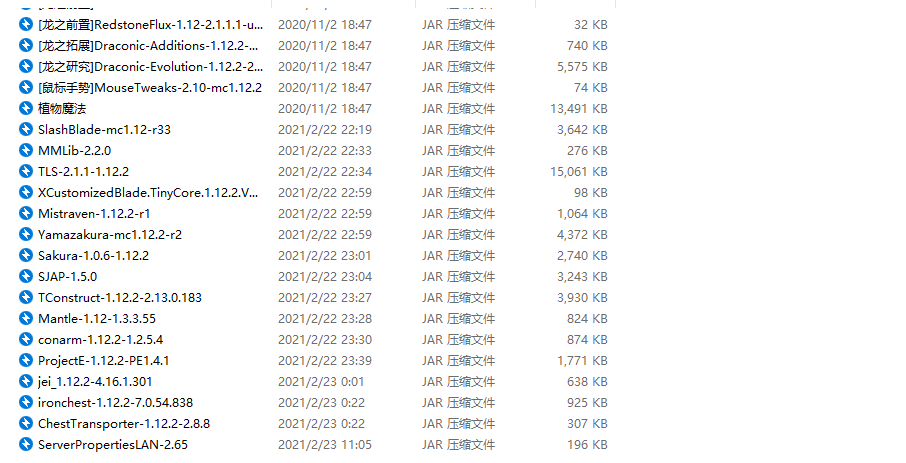 [龙之前置]RedstoneFlux-1.12-2.1.1.1-u... 2020/11/2 18:47 JAR 压缩文件 32 KB
[龙之拓展]Draconic-Additions-1.12.2-... 2020/11/2 18:47 JAR 压缩文件 740 KB
[龙之研究]Draconic-Evolution-1.12.2-2... 2020/11/2 18:47 JAR 压缩文件 5,575 KB
[鼠标手势]MouseTweaks-2.10-mc1.12.2 2020/11/2 18:47 JAR 压缩文件 74 KB
植物魔法 2020/11/2 18:47 JAR 压缩文件 13,491 KB
SlashBlade-mc1.12-r33 2021/2/22 22:19 JAR 压缩文件 3,642 KB
MMLib-2.2.0 2021/2/22 22:33 JAR 压缩文件 276 KB
TLS-2.1.1-1.12.2 2021/2/22 22:34 JAR 压缩文件 15,061 KB
XCustomizedBlade.TinyCore.1.12.2.V... 2021/2/22 22:59 JAR 压缩文件 98 KB
Mistraven-1.12.2-r1 2021/2/22 22:59 JAR 压缩文件 1,064 KB
Yamazakura-mc1.12.2-r2 2021/2/22 22:59 JAR 压缩文件 4,372 KB
Sakura-1.0.6-1.12.2 2021/2/22 23:01 JAR 压缩文件 2,740 KB
SJAP-1.5.0 2021/2/22 23:04 JAR 压缩文件 3,243 KB
TConstruct-1.12.2-2.13.0.183 2021/2/22 23:27 JAR 压缩文件 3,930 KB
Mantle-1.12-1.3.3.55 2021/2/22 23:28 JAR 压缩文件 824 KB
conarm-1.12.2-1.2.5.4 2021/2/22 23:30 JAR 压缩文件 874 KB
ProjectE-1.12.2-PE1.4.1 2021/2/22 23:39 JAR 压缩文件 1,771 KB
jei_1.12.2-4.16.1.301 2021/2/23 0:01 JAR 压缩文件 638 KB
ironchest-1.12.2-7.0.54.838 2021/2/23 0:22 JAR 压缩文件 925 KB
ChestTransporter-1.12.2-2.8.8 2021/2/23 0:22 JAR 压缩文件 307 KB
ServerPropertiesLAN-2.65 2021/2/23 11:05 JAR 压缩文件 196 KB